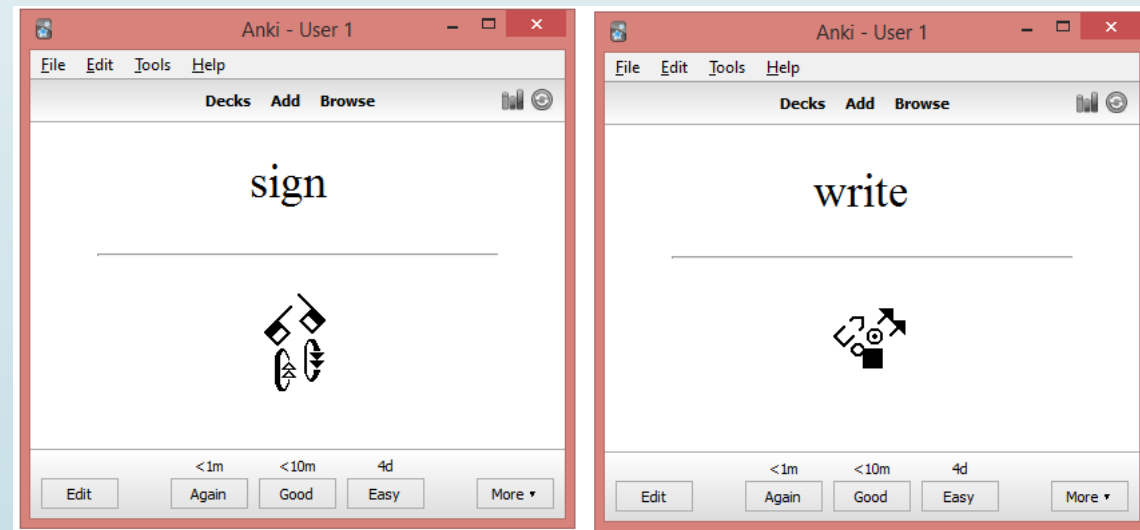 Anki - User 1
File Edit Tools Help
Decks Add Browse
sign
<1m <10m 4d
Edit Again Good Easy More
Anki - User 1
File Edit Tools Help
Decks Add Browse
write
<1m <10m 4d
Edit Again Good Easy More